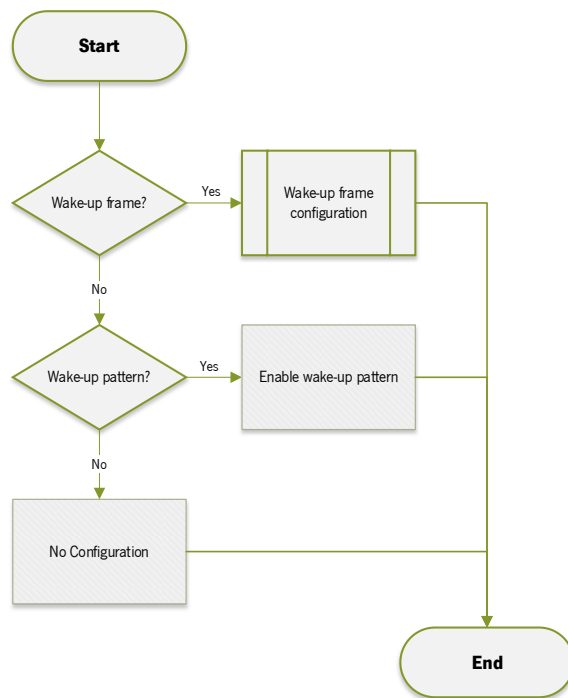 Start
Wake-up frame?
Yes
Wake-up frame
configuration
No
Wake-up pattern?
Yes
Enable wake-up pattern
No
No Configuration
End